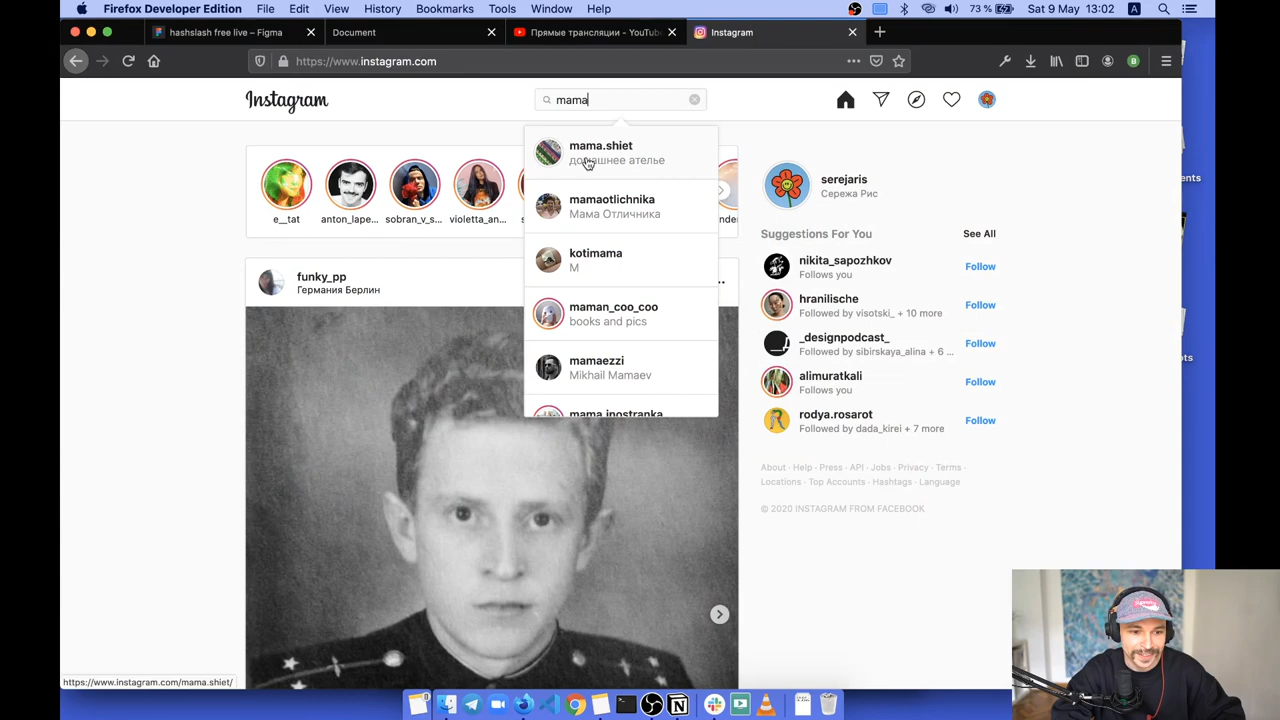 Firefox Developer Edition File Edit View History Bookmarks Tools Window Help 73 % Sat 9 May 13:02 A
hashslash free live – Figma
Document
Прямые трансляции - YouTube
Instagram
https://www.instagram.com
B
Instagram
mama
mama.shiet
домашнее ателье
mamaotlichnika
Мама Отличника
kotimama
M
maman_coo_coo
books and pics
mamaezzi
Mikhail Mamaev
mama.inostranka
e__tat
anton_lape...
sobran_v_s...
violetta_an...
funky_pp
Германия Берлин
serejaris
Сережа Рис
Suggestions For You
See All
nikita_sapozhkov
Follows you
Follow
hranilische
Followed by visotski_ + 10 more
Follow
_designpodcast_
Followed by sibirskaya_alina + 6 ...
Follow
alimuratkali
Follows you
Follow
rodya.rosarot
Followed by dada_kirei + 7 more
Follow
About · Help · Press · API · Jobs · Privacy · Terms ·
Locations · Top Accounts · Hashtags · Language
© 2020 INSTAGRAM FROM FACEBOOK
https://www.instagram.com/mama.shiet/